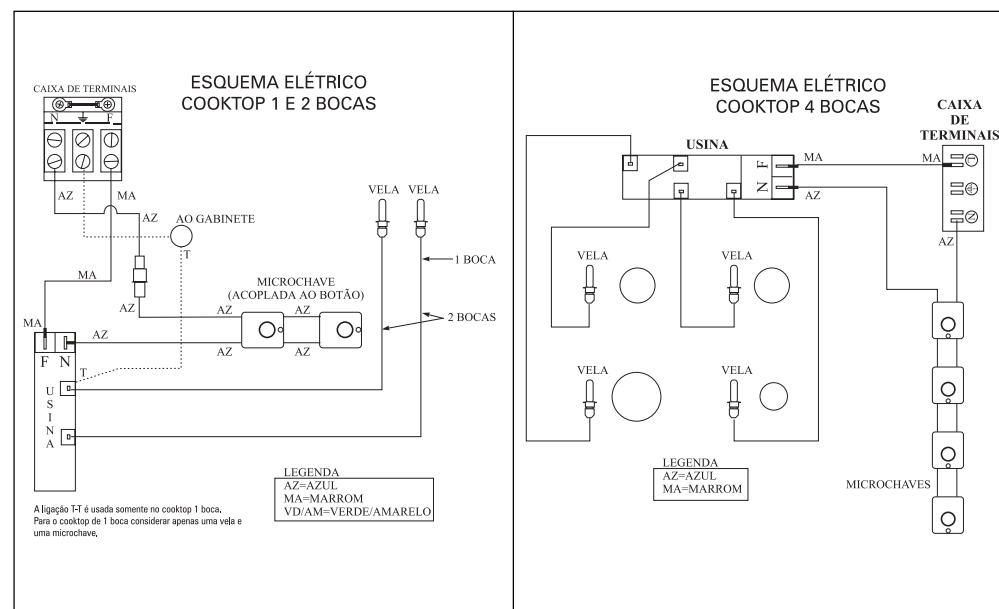 ESQUEMA ELÉTRICO
COOKTOP 1 E 2 BOCAS
CAIXA DE TERMINAIS
N F
AZ MA
AZ
AO GABINETE
T
VELA VELA
1 BOCA
MA
MICROCHAVE
(ACOPLADA AO BOTÃO)
AZ
AZ AZ
2 BOCAS
MA
AZ
AZ AZ
F N
T
USINA
LEGENDA
AZ=AZUL
MA=MARROM
VD/AM=VERDE/AMARELO
A ligação T-T é usada somente no cooktop 1 boca.
Para o cooktop de 1 boca considerar apenas uma vela e
uma microchave.
ESQUEMA ELÉTRICO
COOKTOP 4 BOCAS
CAIXA
DE
TERMINAIS
USINA
F
N
MA
AZ
MA
L
N
AZ
VELA
VELA
VELA
VELA
LEGENDA
AZ=AZUL
MA=MARROM
MICROCHAVES